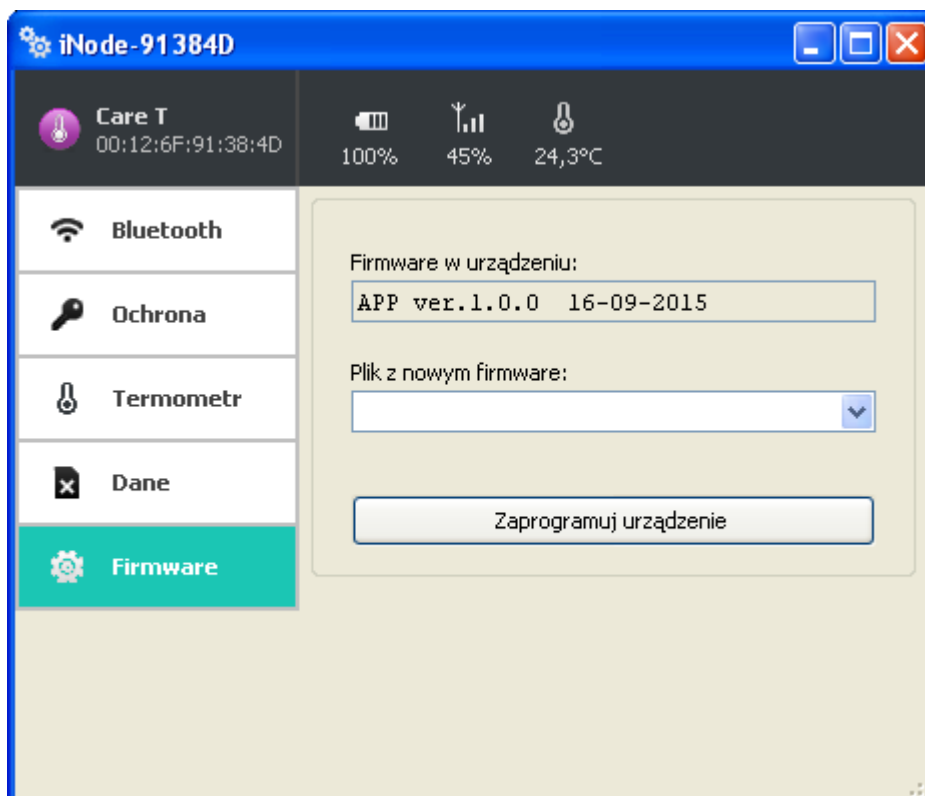 iNode-91384D
Care T
00:12:6F:91:38:4D
100%
45%
24,3°C
Bluetooth
Ochrona
Termometr
Dane
Firmware
Firmware w urządzeniu:
APP ver.1.0.0  16-09-2015
Plik z nowym firmware:
Zaprogramuj urządzenie